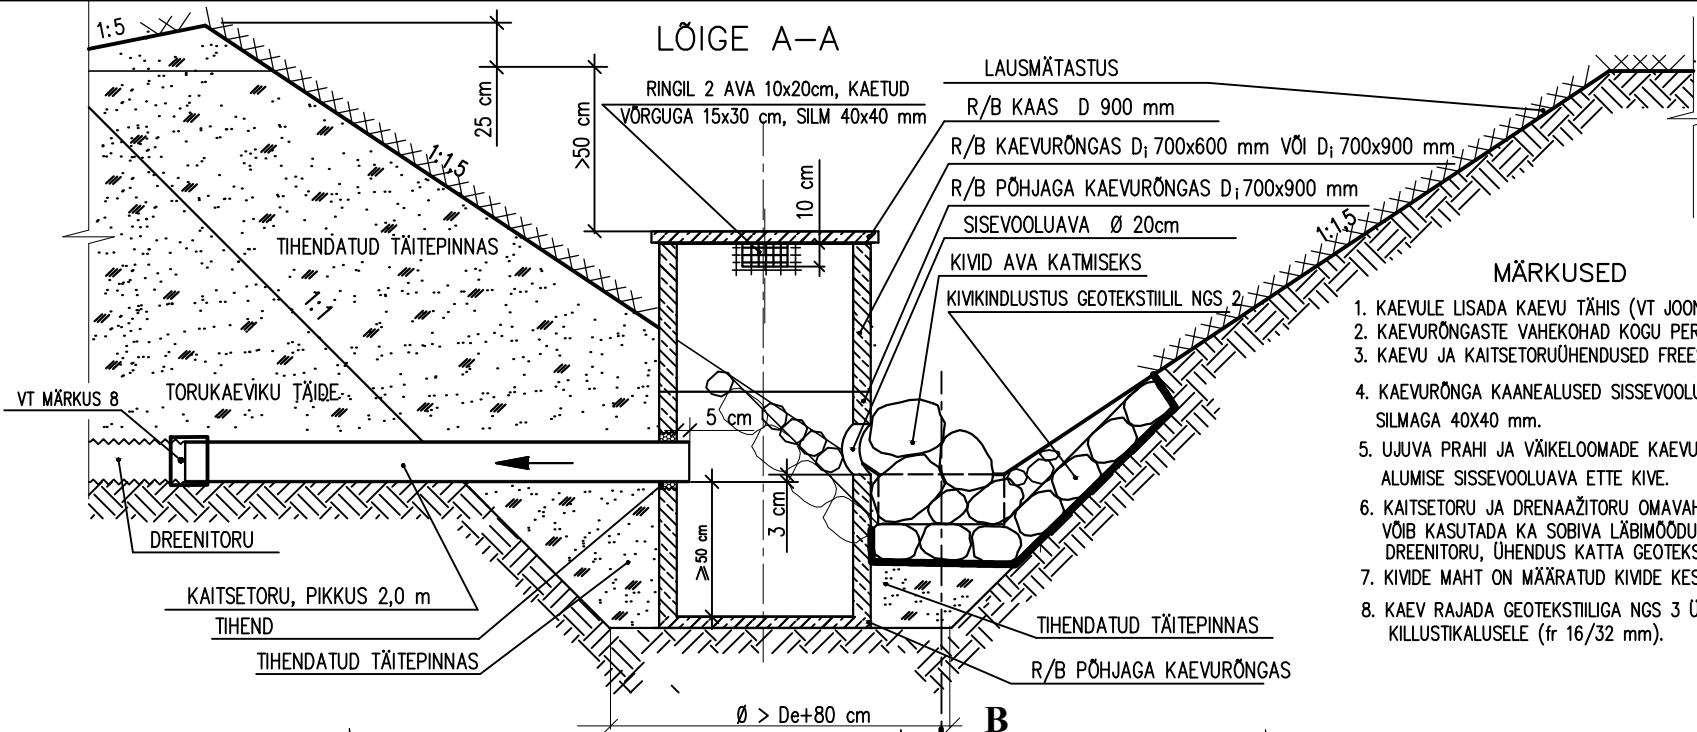 LÕIGE A–A
1:5
25 cm
>50 cm
RINGIL 2 AVA 10x20cm, KAETUD
VÕRGUGA 15x30 cm, SILM 40x40 mm
10 cm
LAUSMÄTASTUS
R/B KAAS D 900 mm
R/B KAEVURÕNGAS Di 700x600 mm VÕI Di 700x900 mm
R/B PÕHJAGA KAEVURÕNGAS Di 700x900 mm
SISEVOOLUAVA Ø 20cm
KIVID AVA KATMISEKS
KIVIKINDLUSTUS GEOTEKSTIILIL NGS 2
1:1,5
1:1,5
TIHENDATUD TÄITEPINNAS
1:1
TORUKAEVIKU TÄIDE
VT MÄRKUS 8
5 cm
3 cm
≥50 cm
DREENITORU
KAITSETORU, PIKKUS 2,0 m
TIHEND
TIHENDATUD TÄITEPINNAS
TIHENDATUD TÄITEPINNAS
R/B PÕHJAGA KAEVURÕNGAS
Ø > De+80 cm
B
MÄRKUSED
1. KAEVULE LISADA KAEVU TÄHIS (VT JOON
2. KAEVURÕNGASTE VAHEKOHAD KOGU PER
3. KAEVU JA KAITSETORUÜHENDUSED FREE
4. KAEVURÕNGA KAANEALUSED SISSEVOOLU
SILMAGA 40X40 mm.
5. UJUVA PRAHI JA VÄIKELOOMADE KAEVU
ALUMISE SISSEVOOLUAVA ETTE KIVE.
6. KAITSETORU JA DRENAAŽITORU OMAVAH
VÕIB KASUTADA KA SOBIVA LÄBIMÕÕDU
DREENITORU, ÜHENDUS KATTA GEOTEKS
7. KIVIDE MAHT ON MÄÄRATUD KIVIDE KES
8. KAEV RAJADA GEOTEKSTIILIGA NGS 3 Ü
KILLUSTIKALUSELE (fr 16/32 mm).